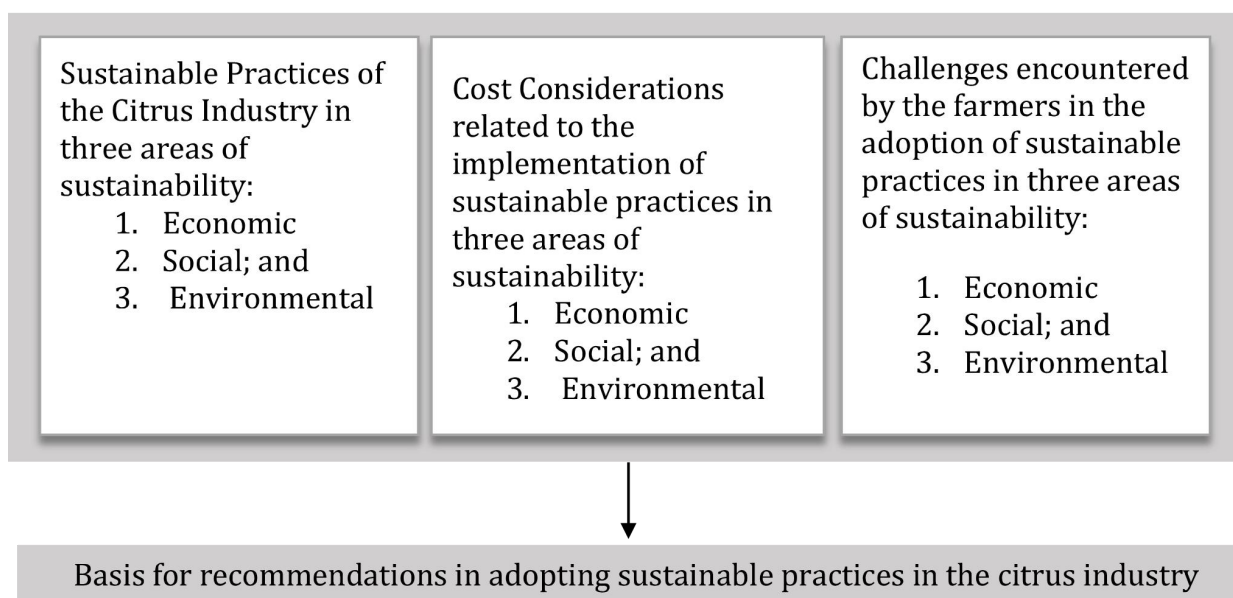 Sustainable Practices of
the Citrus Industry in
three areas of
sustainability:
1. Economic
2. Social; and
3. Environmental
Cost Considerations
related to the
implementation of
sustainable practices in
three areas of
sustainability:
1. Economic
2. Social; and
3. Environmental
Challenges encountered
by the farmers in the
adoption of sustainable
practices in three areas
of sustainability:
1. Economic
2. Social; and
3. Environmental
Basis for recommendations in adopting sustainable practices in the citrus industry